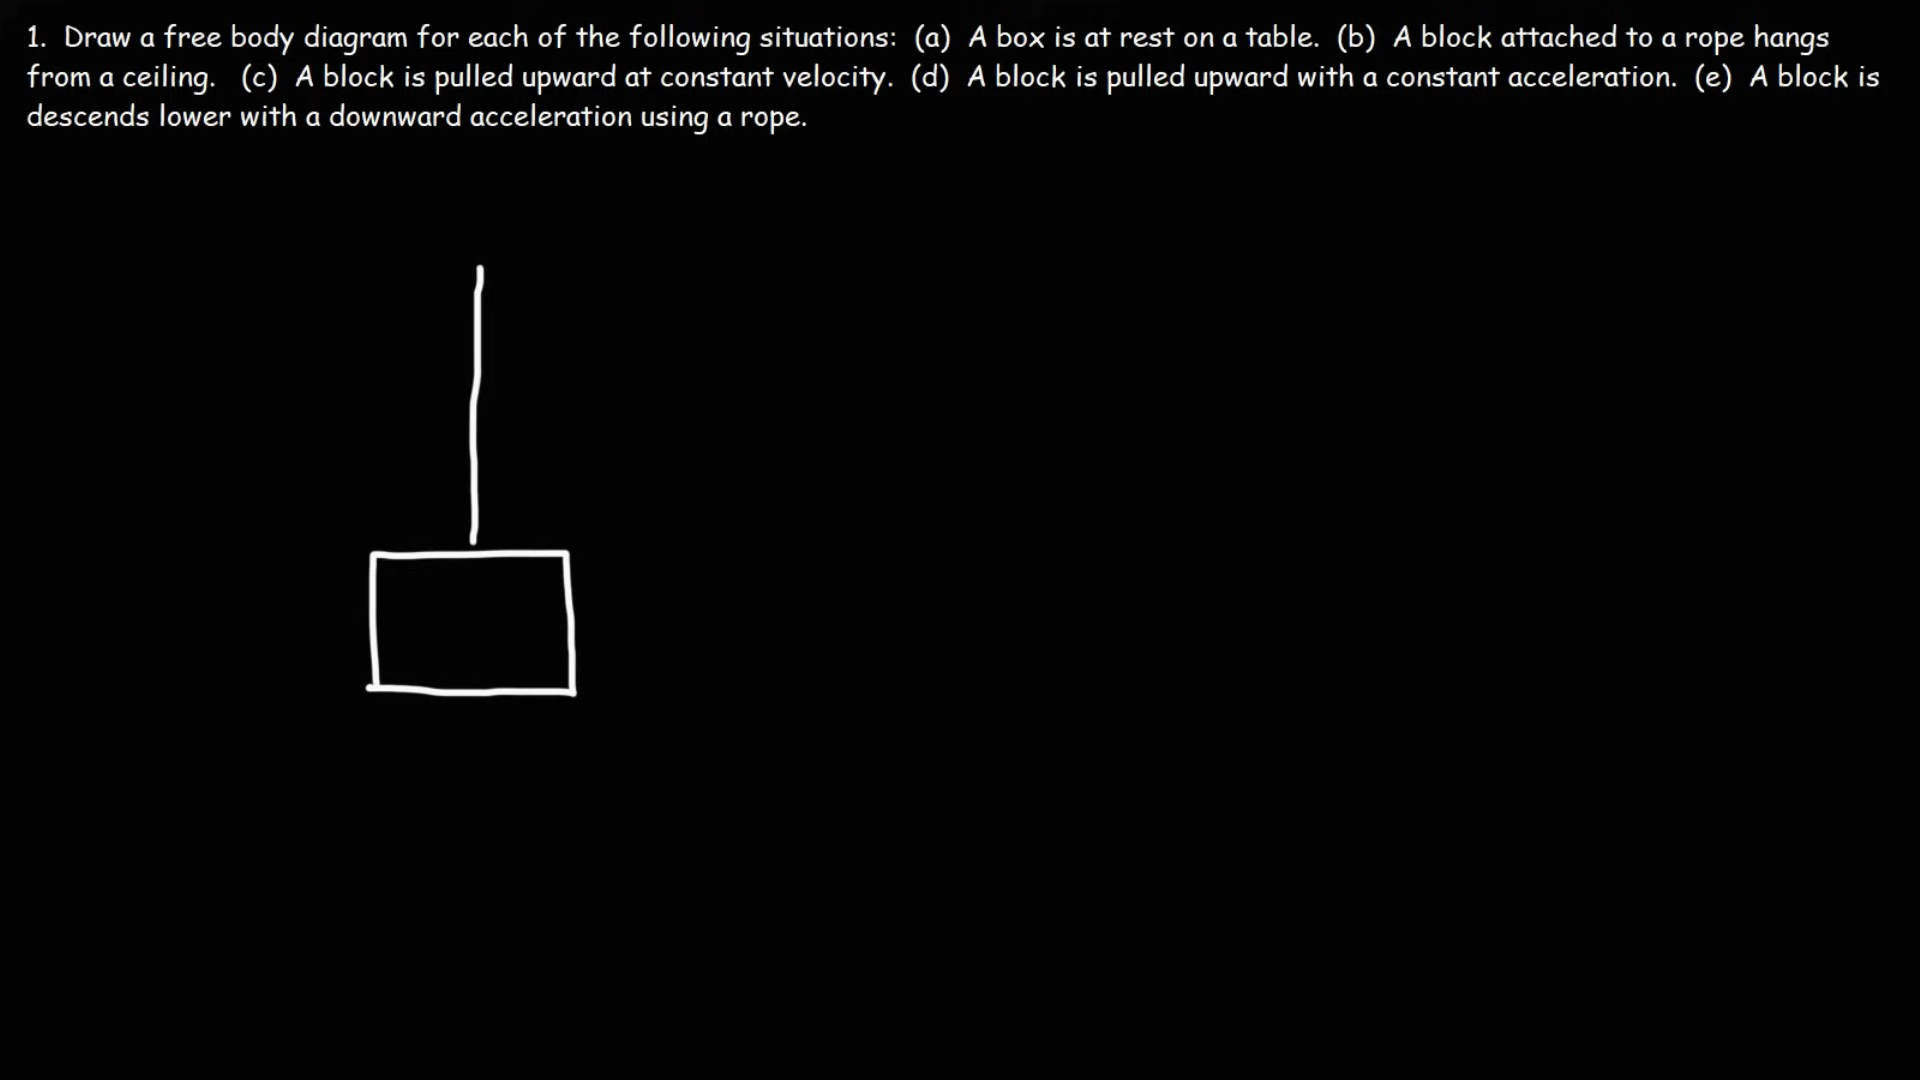 1. Draw a free body diagram for each of the following situations: (a) A box is at rest on a table. (b) A block attached to a rope hangs
from a ceiling. (c) A block is pulled upward at constant velocity. (d) A block is pulled upward with a constant acceleration. (e) A block is
descends lower with a downward acceleration using a rope.